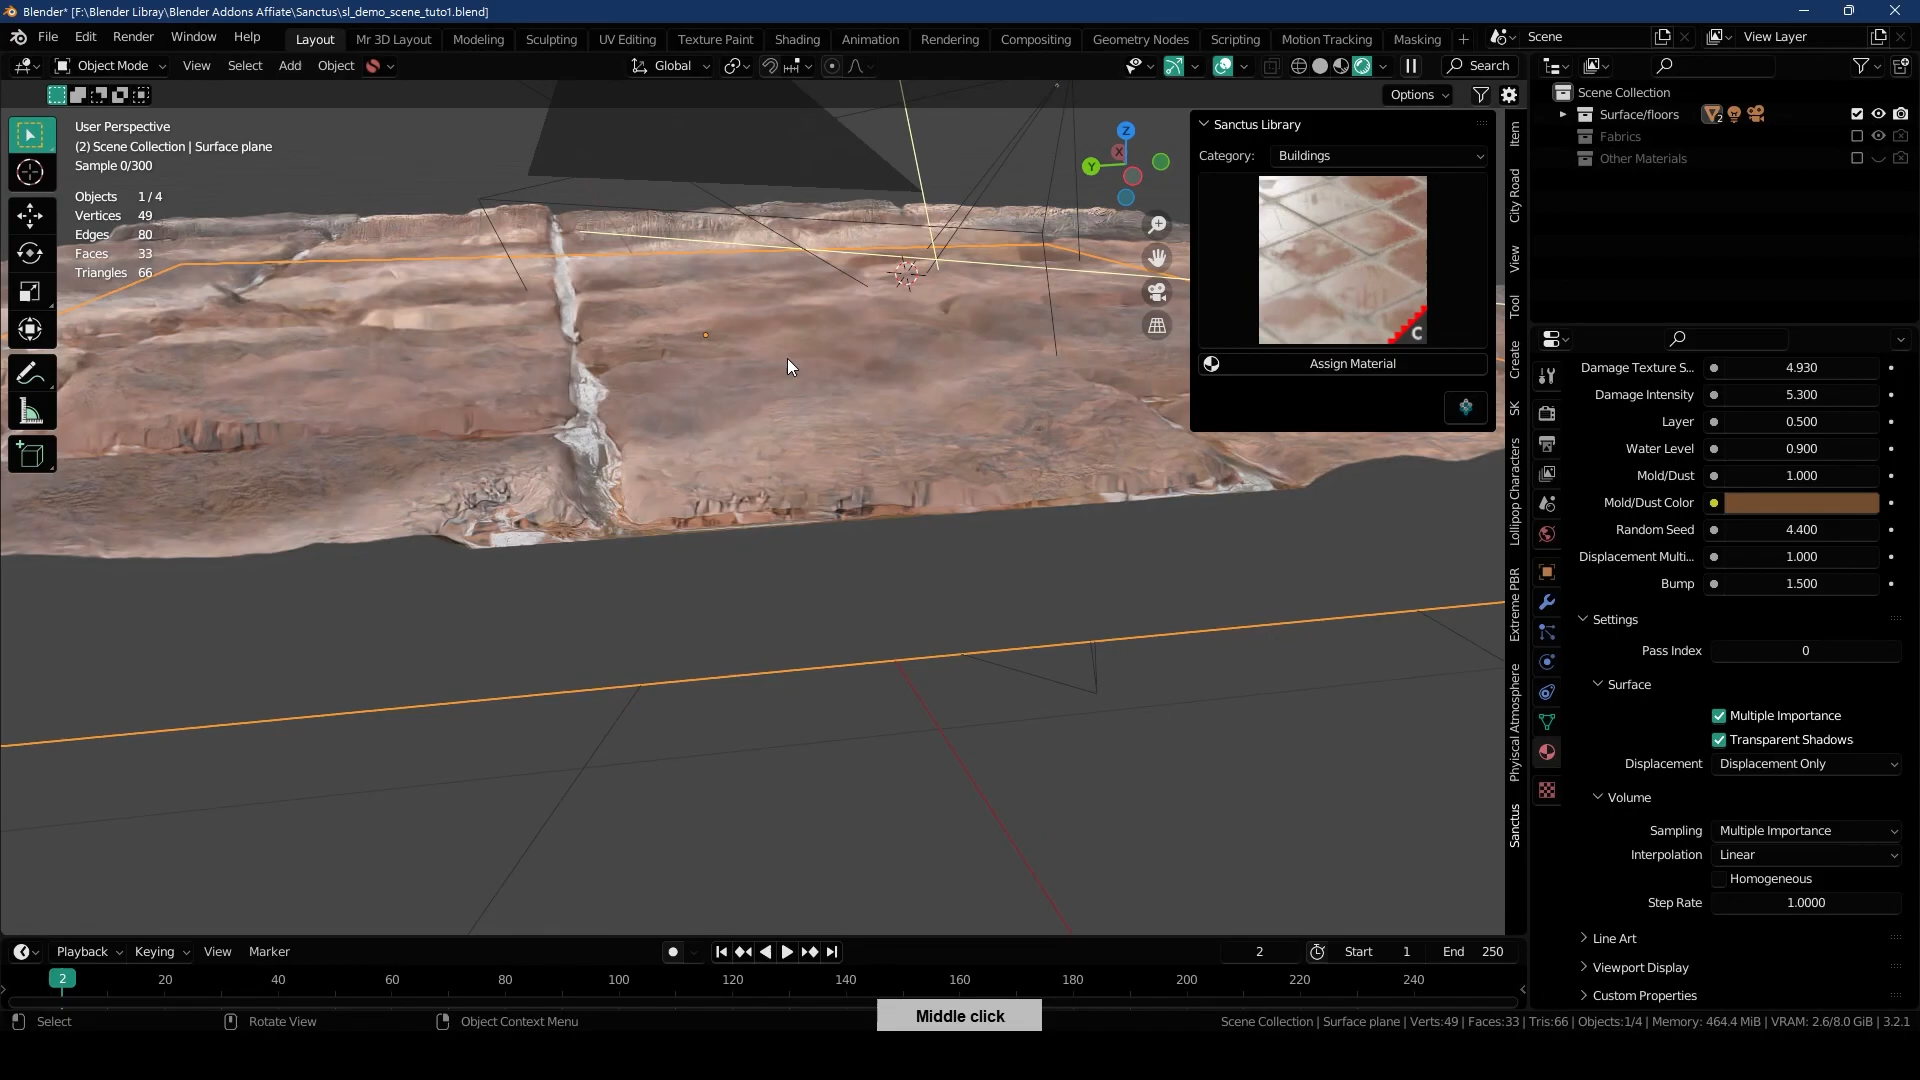 Blender* [F:\Blender Libray\Blender Addons Affiate\Sanctus\sl_demo_scene_tuto1.blend]
File Edit Render Window Help Layout Mr 3D Layout Modeling Sculpting UV Editing Texture Paint Shading Animation Rendering Compositing Geometry Nodes Scripting Motion Tracking Masking + Scene View Layer
Object Mode View Select Add Object Global Search
Options
User Perspective
(2) Scene Collection | Surface plane
Sample 0/300
Objects 1 / 4
Vertices 49
Edges 80
Faces 33
Triangles 66
Z
X
Y
Sanctus Library
Category: Buildings
C
Assign Material
Item
City Road
View
Tool
Create
SK
Lollipop Characters
Extreme PBR
Phyiscal Atmosphere
Sanctus
Scene Collection
Surface/floors 2
Fabrics
Other Materials
Damage Texture S... 4.930
Damage Intensity 5.300
Layer 0.500
Water Level 0.900
Mold/Dust 1.000
Mold/Dust Color
Random Seed 4.400
Displacement Multi... 1.000
Bump 1.500
Settings
Pass Index 0
Surface
Multiple Importance
Transparent Shadows
Displacement Displacement Only
Volume
Sampling Multiple Importance
Interpolation Linear
Homogeneous
Step Rate 1.0000
Line Art
Viewport Display
Custom Properties
Playback Keying View Marker 2 Start 1 End 250
2 20 40 60 80 100 120 140 160 180 200 220 240
Middle click
Select Rotate View Object Context Menu Scene Collection | Surface plane | Verts:49 | Faces:33 | Tris:66 | Objects:1/4 | Memory: 464.4 MiB | VRAM: 2.6/8.0 GiB | 3.2.1